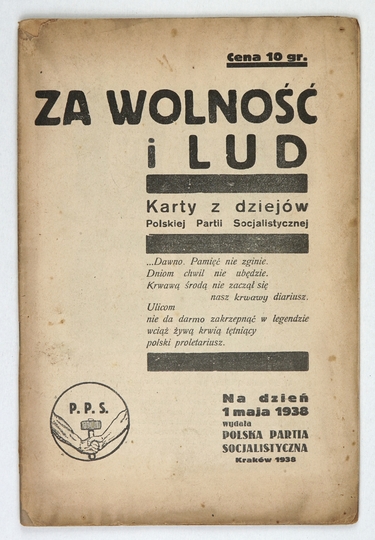 Cena 10 gr.
ZA WOLNOŚĆ
i LUD
Karty z dziejów
Polskiej Partii Socjalistycznej
...Dawno. Pamięć nie zginie.
Dniom chwil nie ubędzie.
Krwawą środą nie zaczął się
nasz krwawy diariusz.
Ulicom
nie da darmo zakrzepnąć w legendzie
wciąż żywą krwią tętniący
polski proletariusz.
P. P. S.
Na dzień
1 maja 1938
wydała
POLSKA PARTIA
SOCJALISTYCZNA
Kraków 1938